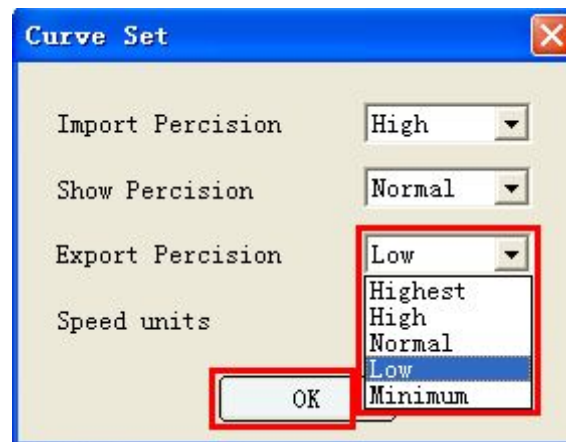 Curve Set
Import Percision High
Show Percision Normal
Export Percision Low
Highest
High
Speed units
Normal
Low
OK
Minimum